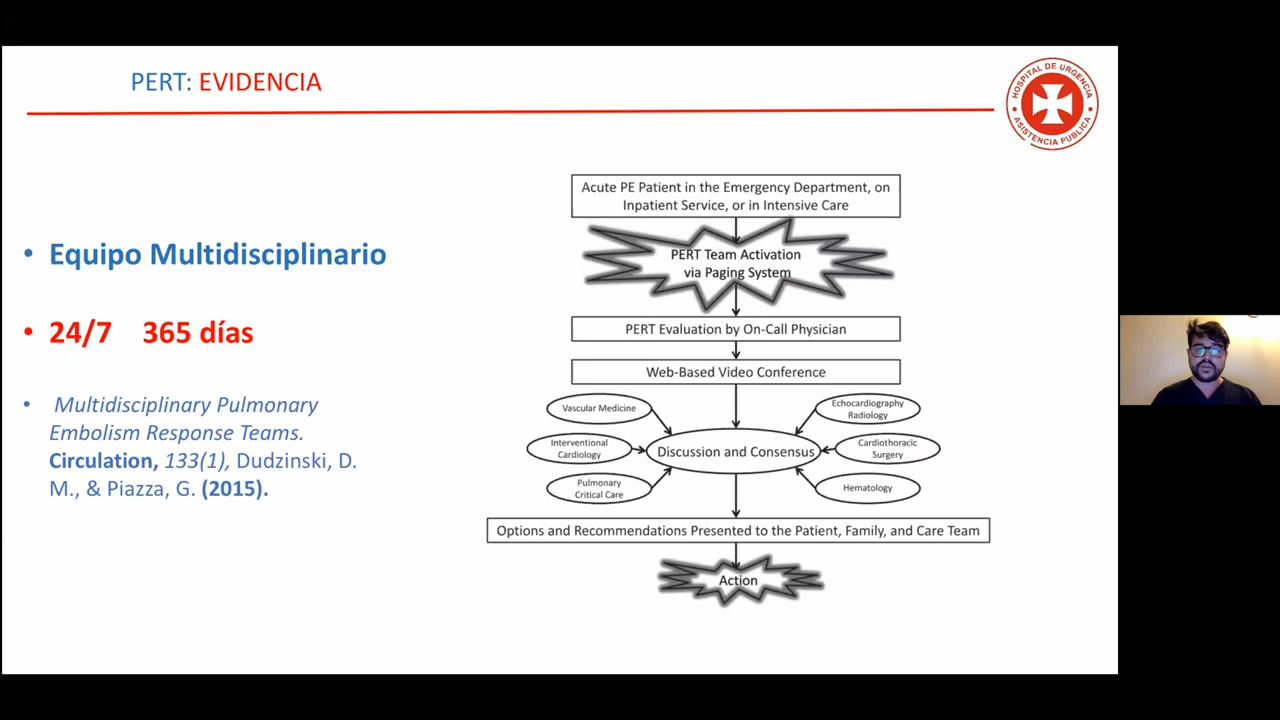 PERT: EVIDENCIA
HOSPITAL DE URGENCIA
ASISTENCIA PUBLICA
• Equipo Multidisciplinario
• 24/7 365 días
• Multidisciplinary Pulmonary
Embolism Response Teams.
Circulation, 133(1), Dudzinski, D.
M., & Piazza, G. (2015).
Acute PE Patient in the Emergency Department, on
Inpatient Service, or in Intensive Care
PERT Team Activation
via Paging System
PERT Evaluation by On-Call Physician
Web-Based Video Conference
Vascular Medicine
Echocardiography
Radiology
Interventional
Cardiology
Discussion and Consensus
Cardiothoracic
Surgery
Pulmonary
Critical Care
Hematology
Options and Recommendations Presented to the Patient, Family, and Care Team
Action